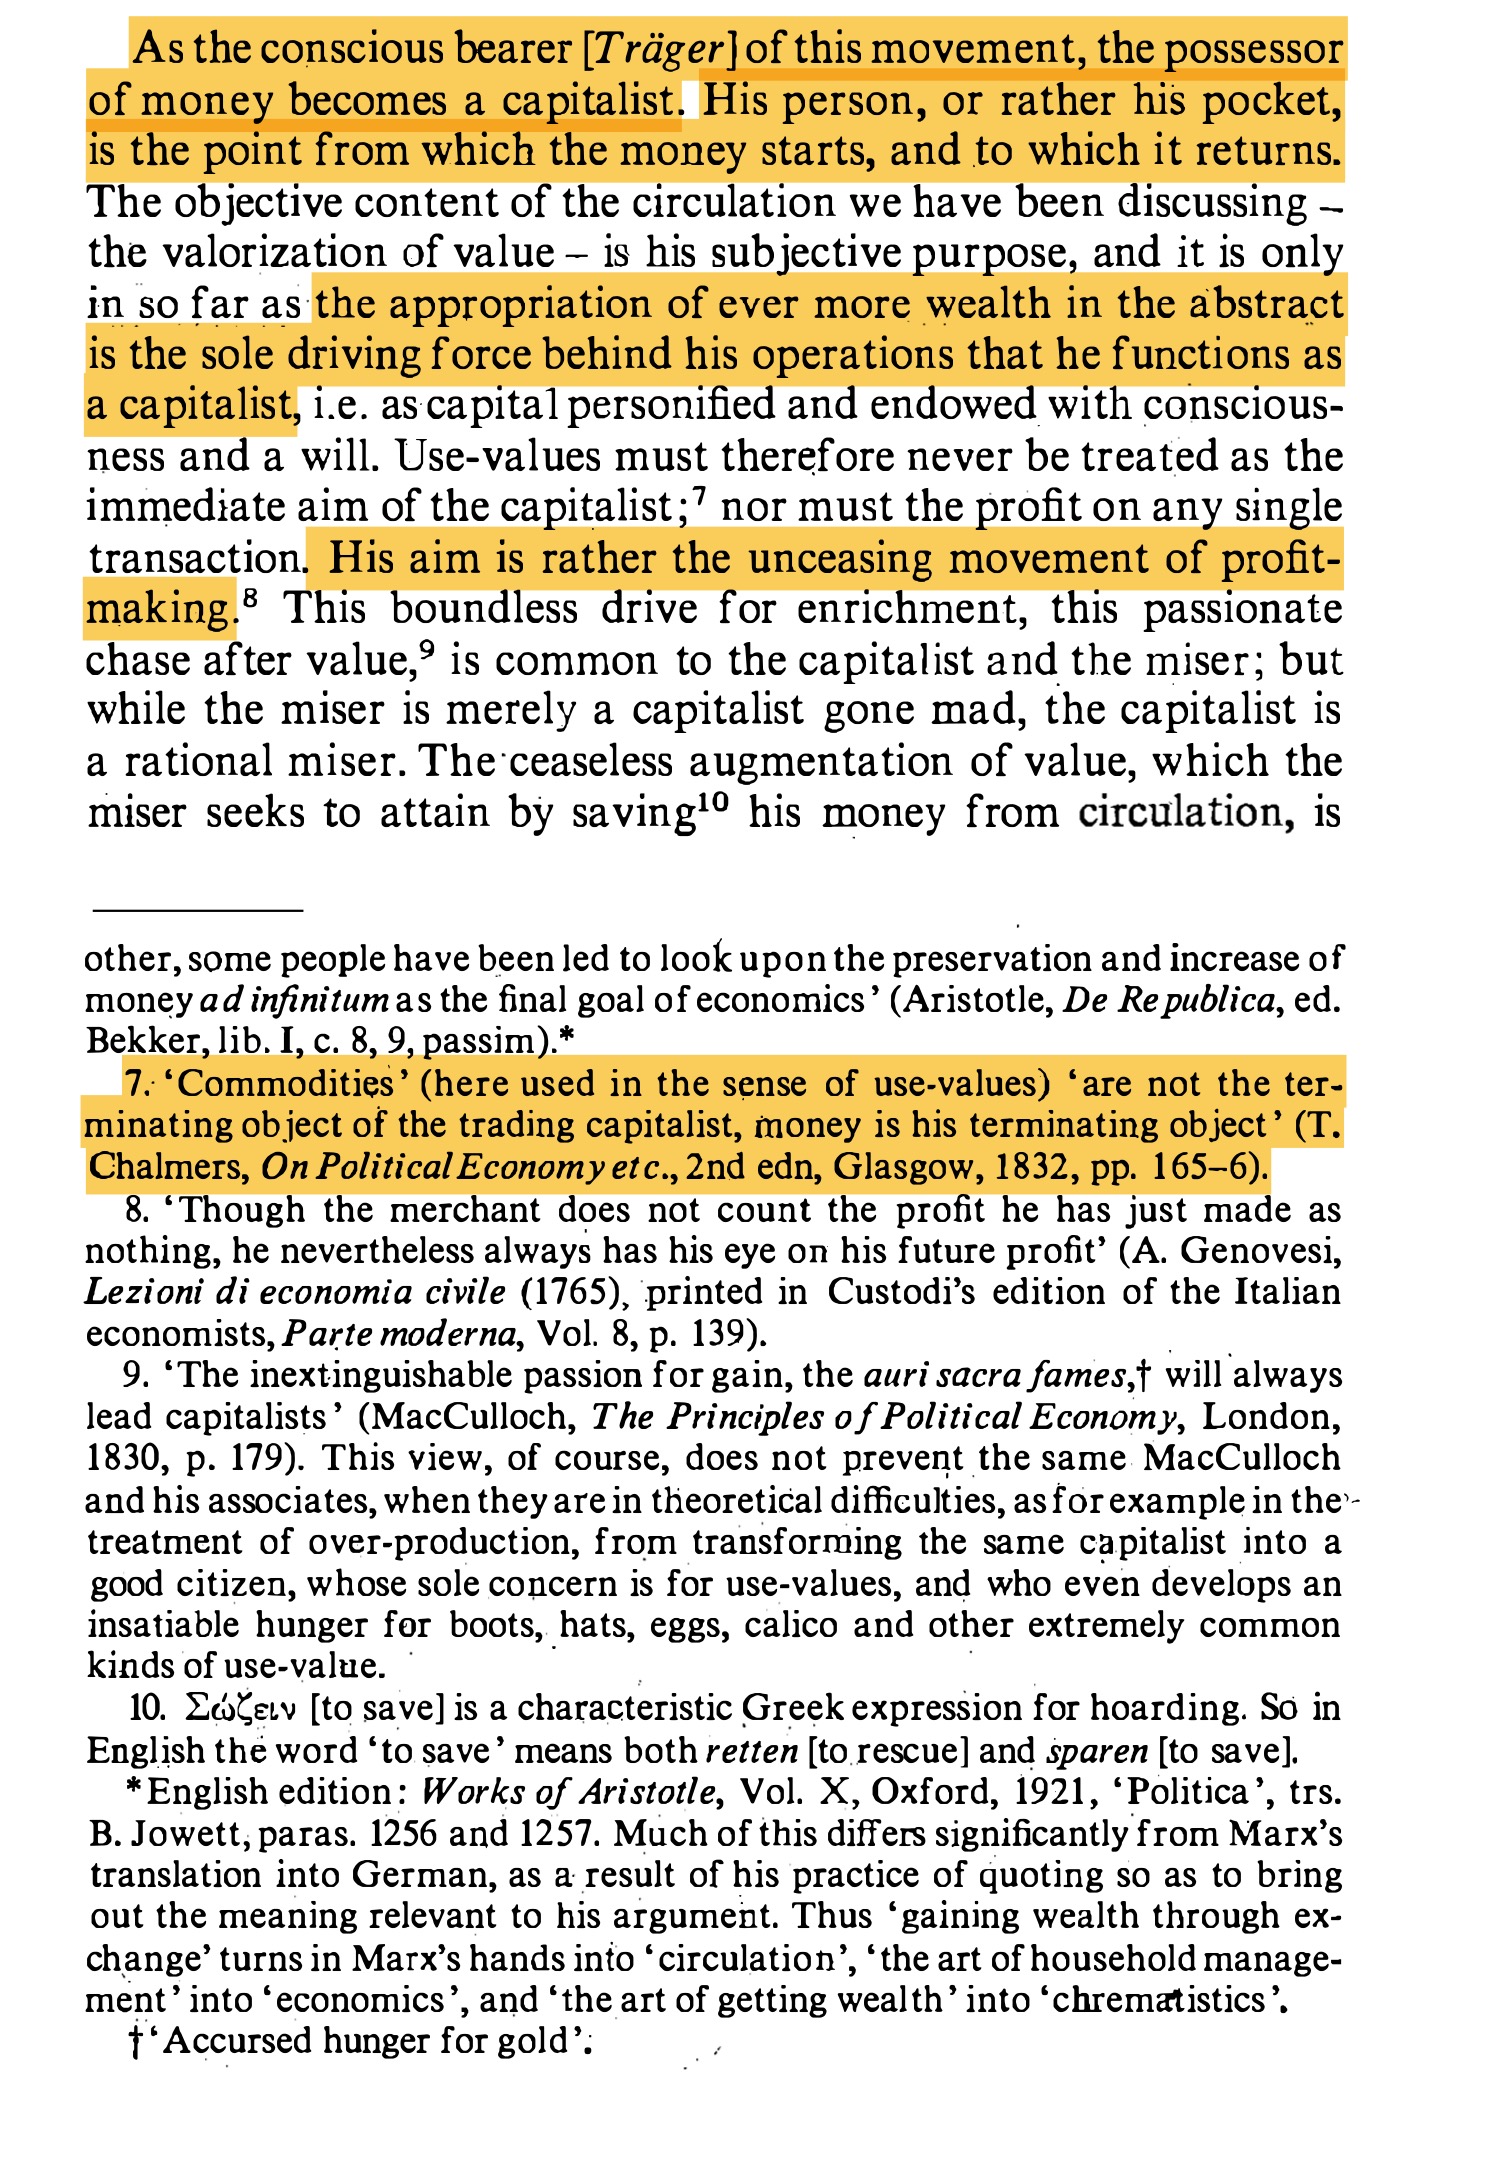 As the conscious bearer [Träger] of this movement, the possessor
of money becomes a capitalist. His person, or rather his pocket,
is the point from which the money starts, and to which it returns.
The objective content of the circulation we have been discussing –
the valorization of value – is his subjective purpose, and it is only
in so far as the appropriation of ever more wealth in the abstract
is the sole driving force behind his operations that he functions as
a capitalist, i.e. as capital personified and endowed with conscious-
ness and a will. Use-values must therefore never be treated as the
immediate aim of the capitalist;⁷ nor must the profit on any single
transaction. His aim is rather the unceasing movement of profit-
making.⁸ This boundless drive for enrichment, this passionate
chase after value,⁹ is common to the capitalist and the miser; but
while the miser is merely a capitalist gone mad, the capitalist is
a rational miser. The ceaseless augmentation of value, which the
miser seeks to attain by saving¹⁰ his money from circulation, is
other, some people have been led to look upon the preservation and increase of
money ad infinitum as the final goal of economics’ (Aristotle, De Republica, ed.
Bekker, lib. I, c. 8, 9, passim).*
7. ‘Commodities’ (here used in the sense of use-values) ‘are not the ter-
minating object of the trading capitalist, money is his terminating object’ (T.
Chalmers, On Political Economy etc., 2nd edn, Glasgow, 1832, pp. 165–6).
8. ‘Though the merchant does not count the profit he has just made as
nothing, he nevertheless always has his eye on his future profit’ (A. Genovesi,
Lezioni di economia civile (1765), printed in Custodi’s edition of the Italian
economists, Parte moderna, Vol. 8, p. 139).
9. ‘The inextinguishable passion for gain, the auri sacra fames,† will always
lead capitalists’ (MacCulloch, The Principles of Political Economy, London,
1830, p. 179). This view, of course, does not prevent the same MacCulloch
and his associates, when they are in theoretical difficulties, as for example in the
treatment of over-production, from transforming the same capitalist into a
good citizen, whose sole concern is for use-values, and who even develops an
insatiable hunger for boots, hats, eggs, calico and other extremely common
kinds of use-value.
10. Σώζειν [to save] is a characteristic Greek expression for hoarding. So in
English the word ‘to save’ means both retten [to rescue] and sparen [to save].
*English edition: Works of Aristotle, Vol. X, Oxford, 1921, ‘Politica’, trs.
B. Jowett, paras. 1256 and 1257. Much of this differs significantly from Marx’s
translation into German, as a result of his practice of quoting so as to bring
out the meaning relevant to his argument. Thus ‘gaining wealth through ex-
change’ turns in Marx’s hands into ‘circulation’, ‘the art of household manage-
ment’ into ‘economics’, and ‘the art of getting wealth’ into ‘chrematistics’.
†‘Accursed hunger for gold’.